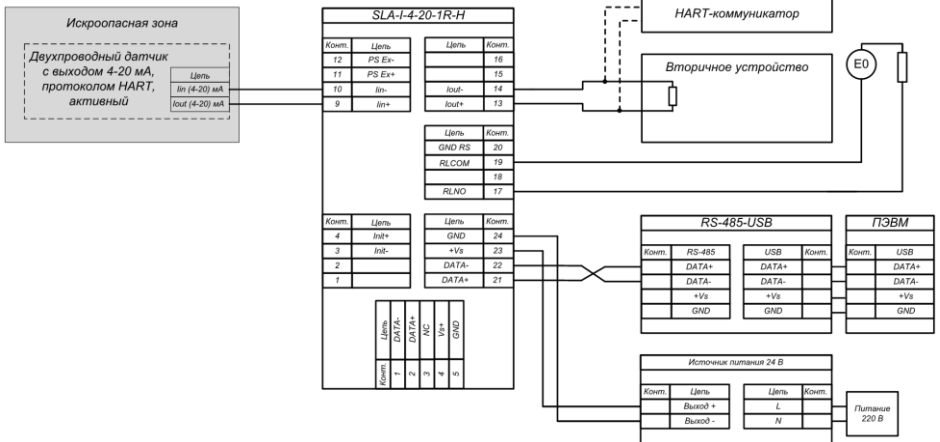 Искроопасная зона
Двухпроводный датчик
с выходом 4-20 мА,
протоколом HART,
активный
Цепь
Iin (4-20) мА
Iout (4-20) мА
SLA-I-4-20-1R-H
Конт. Цепь
12 PS Ex-
11 PS Ex+
10 Iin-
9 Iin+
Цепь Конт.
16
15
Iout- 14
Iout+ 13
Цепь Конт.
GND RS 20
RLCOM 19
18
RLNO 17
Конт. Цепь
4 Init+
3 Init-
2
1
Цепь Конт.
GND 24
+Vs 23
DATA- 22
DATA+ 21
Конт. Цепь
1 DATA-
2 DATA+
3 NC
4 Vs+
5 GND
HART-коммуникатор
Вторичное устройство
E0
RS-485-USB
Конт. RS-485 USB Конт.
DATA+ DATA+
DATA- DATA-
+Vs +Vs
GND GND
ПЭВМ
Конт. USB
DATA+
DATA-
+Vs
GND
Источник питания 24 В
Конт. Цепь Цепь Конт.
Выход + L
Выход - N
Питание
220 В